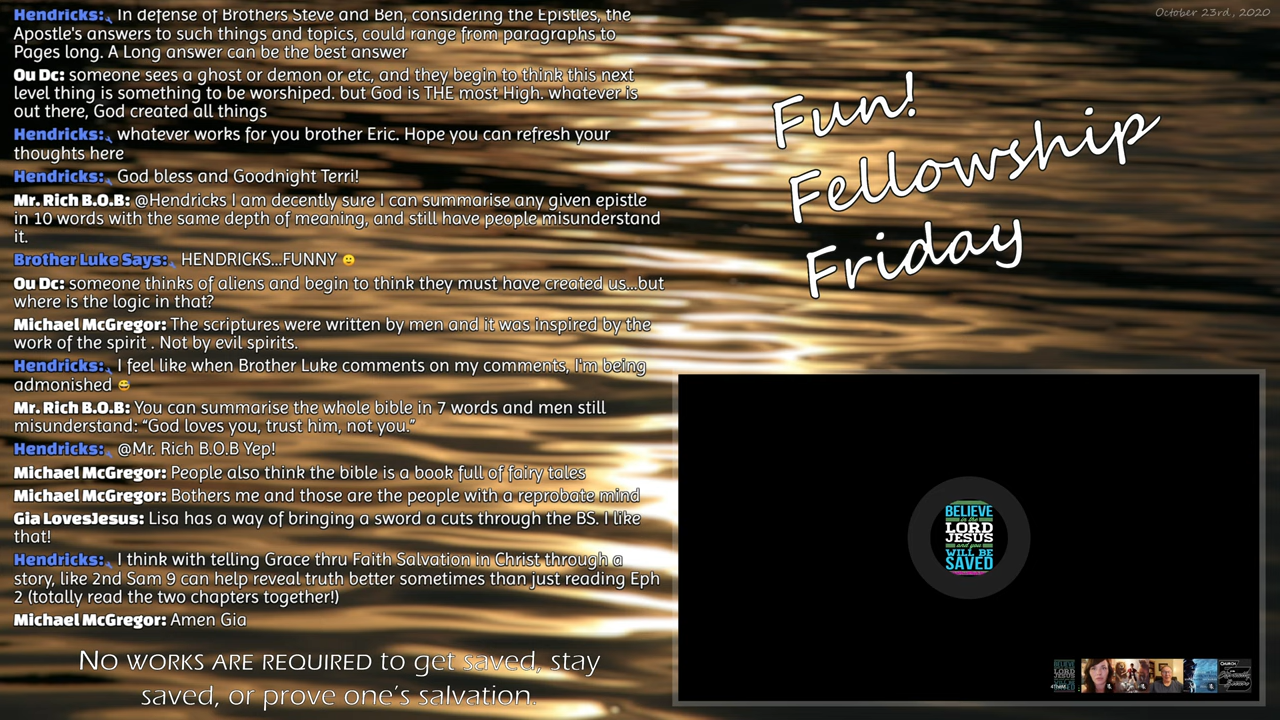 Hendricks: In defense of Brothers Steve and Ben, considering the Epistles, the
Apostle's answers to such things and topics, could range from paragraphs to
Pages long. A Long answer can be the best answer
Ou Dc: someone sees a ghost or demon or etc, and they begin to think this next
level thing is something to be worshiped. but God is THE most High. whatever is
out there, God created all things
Hendricks: whatever works for you brother Eric. Hope you can refresh your
thoughts here
Hendricks: God bless and Goodnight Terri!
Mr. Rich B.O.B: @Hendricks I am decently sure I can summarise any given epistle
in 10 words with the same depth of meaning, and still have people misunderstand
it.
Brother Luke Says: HENDRICKS...FUNNY 🙂
Ou Dc: someone thinks of aliens and begin to think they must have created us...but
where is the logic in that?
Michael McGregor: The scriptures were written by men and it was inspired by the
work of the spirit . Not by evil spirits.
Hendricks: I feel like when Brother Luke comments on my comments, I'm being
admonished 😅
Mr. Rich B.O.B: You can summarise the whole bible in 7 words and men still
misunderstand: “God loves you, trust him, not you.”
Hendricks: @Mr. Rich B.O.B Yep!
Michael McGregor: People also think the bible is a book full of fairy tales
Michael McGregor: Bothers me and those are the people with a reprobate mind
Gia LovesJesus: Lisa has a way of bringing a sword a cuts through the BS. I like
that!
Hendricks: I think with telling Grace thru Faith Salvation in Christ through a
story, like 2nd Sam 9 can help reveal truth better sometimes than just reading Eph
2 (totally read the two chapters together!)
Michael McGregor: Amen Gia
No works are required to get saved, stay
saved, or prove one's salvation.
October 23rd, 2020
Fun!
Fellowship
Friday
BELIEVE
in the
LORD
JESUS
and you
WILL BE
SAVED
BELIEVE
LORD
JESUS
WILL BE
CHURCH